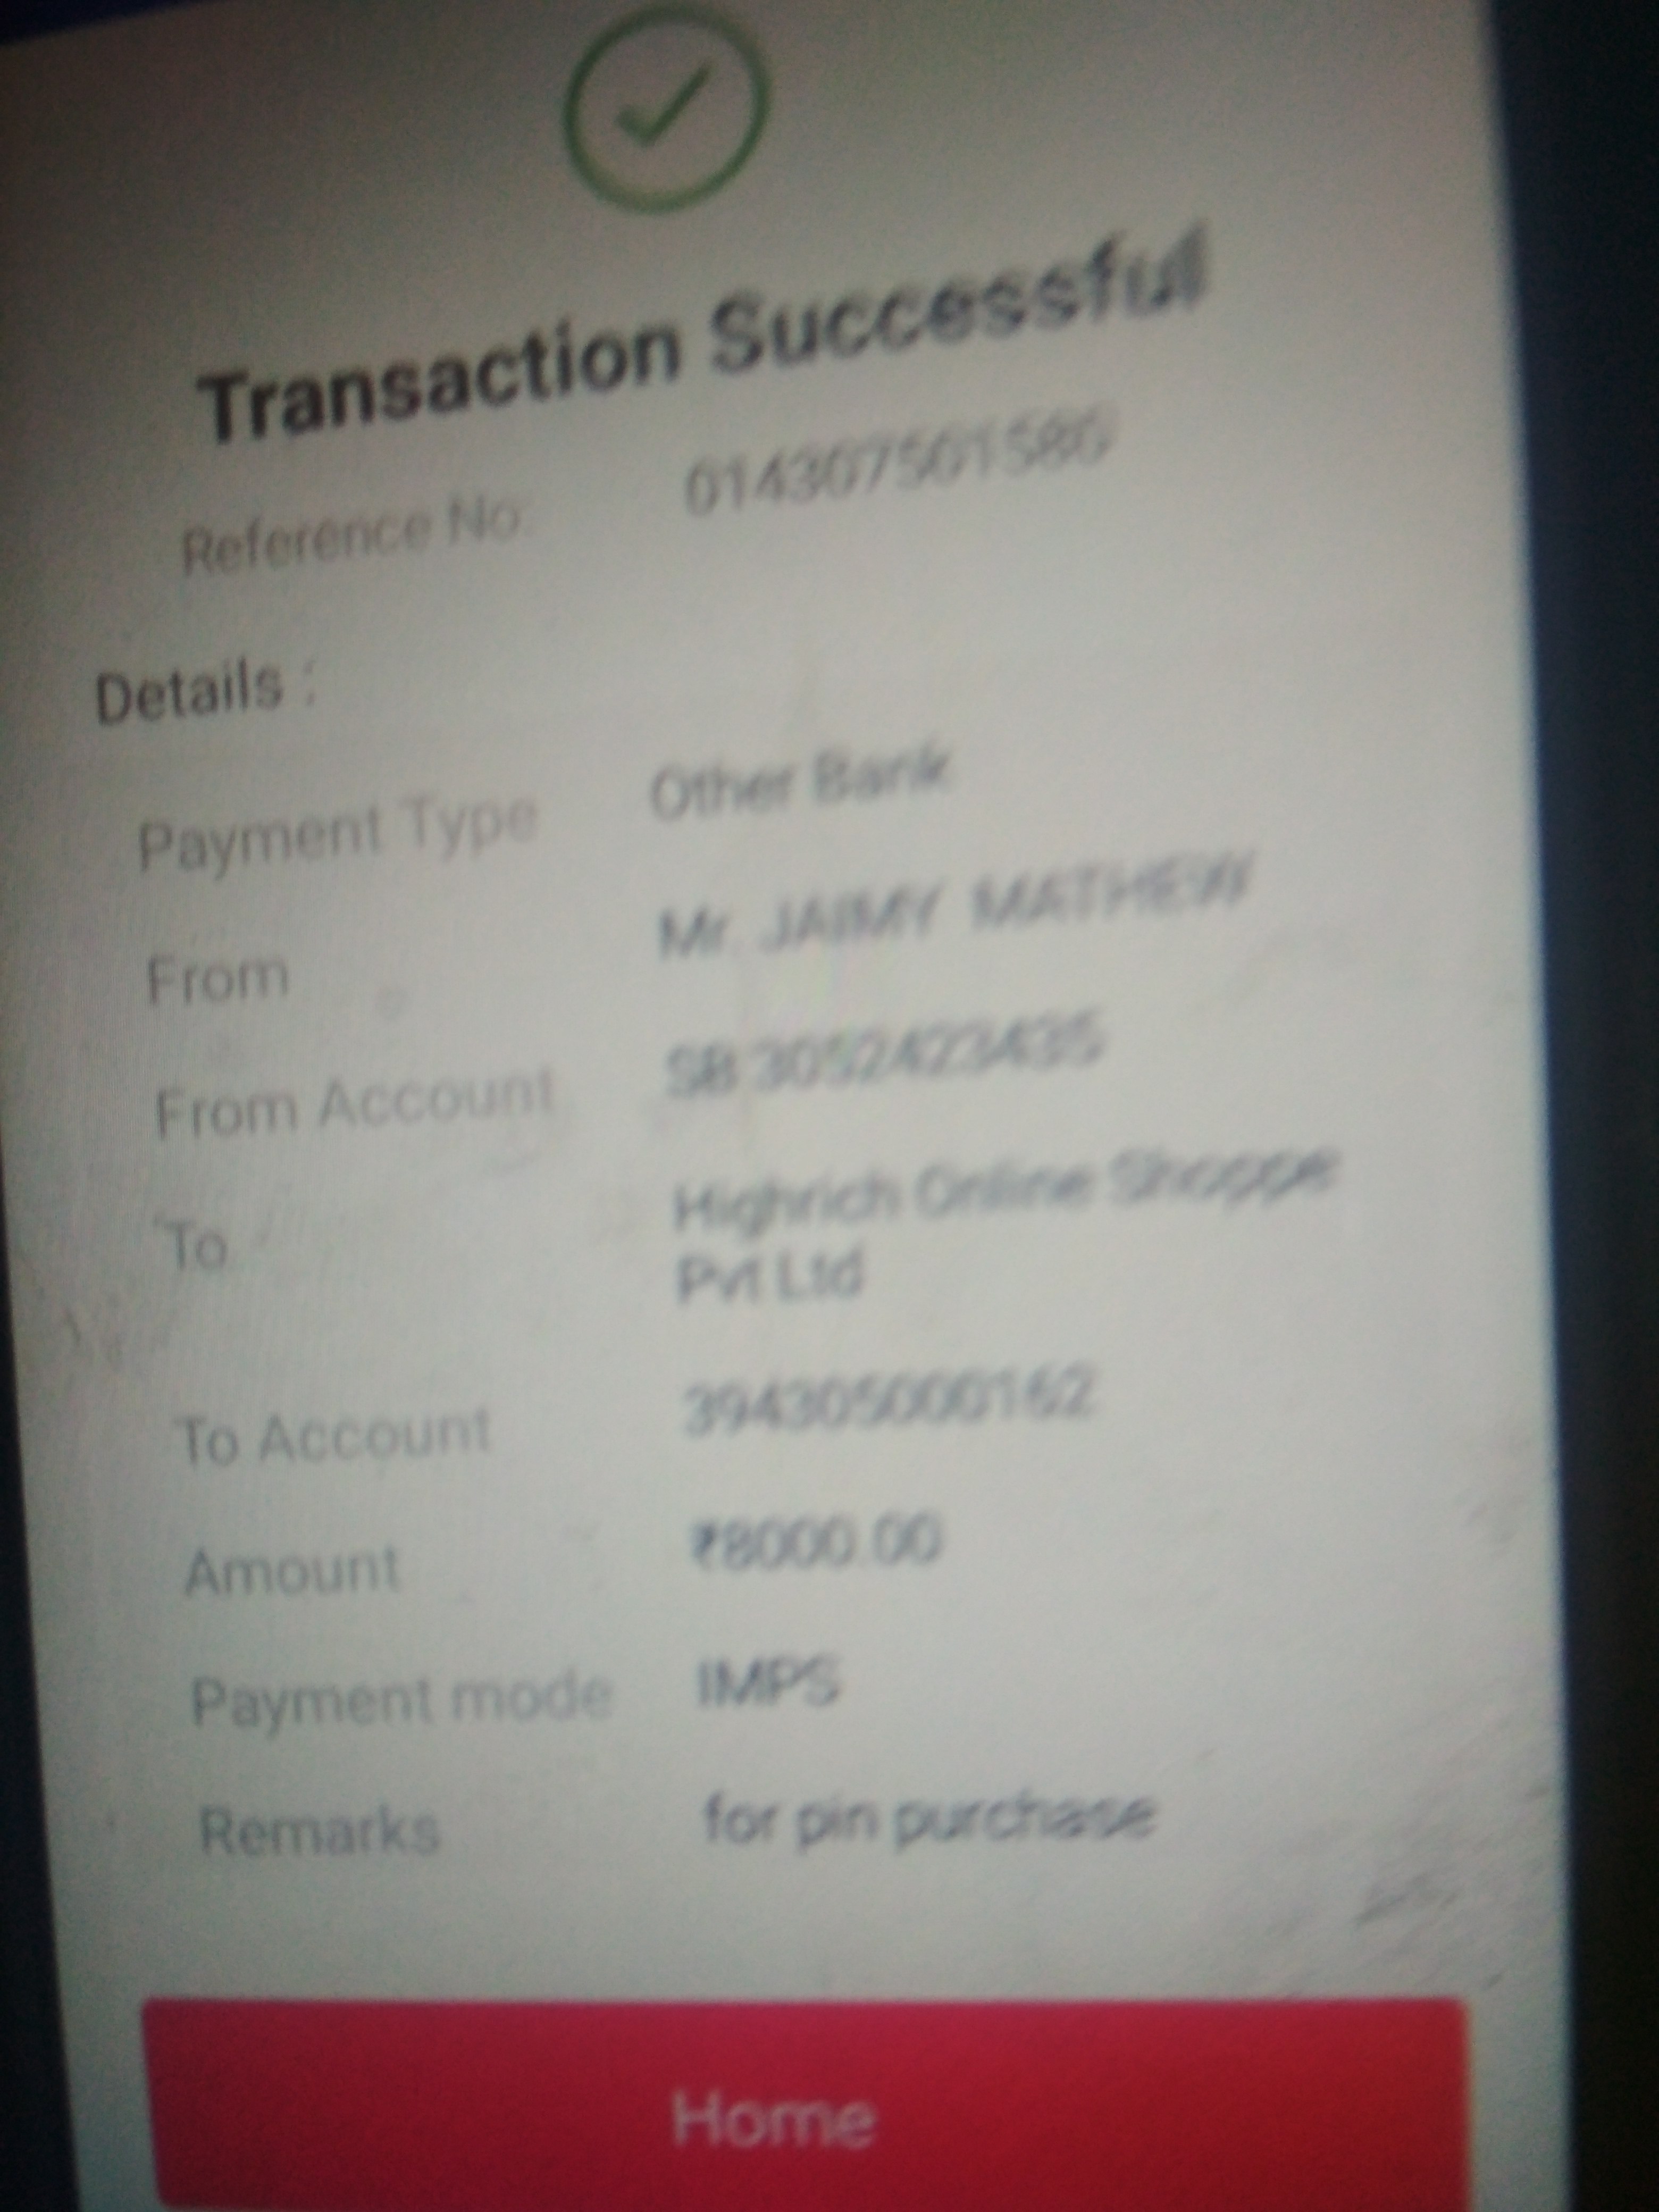 Transaction Successful
Reference No: 014307501586
Details :
Payment Type Other Bank
From Mr. JAIMY MATHEW
From Account SB 3052423435
To Highrich Online Shoppe
Pvt Ltd
To Account 394305000162
Amount ₹8000.00
Payment mode IMPS
Remarks for pin purchase
Home